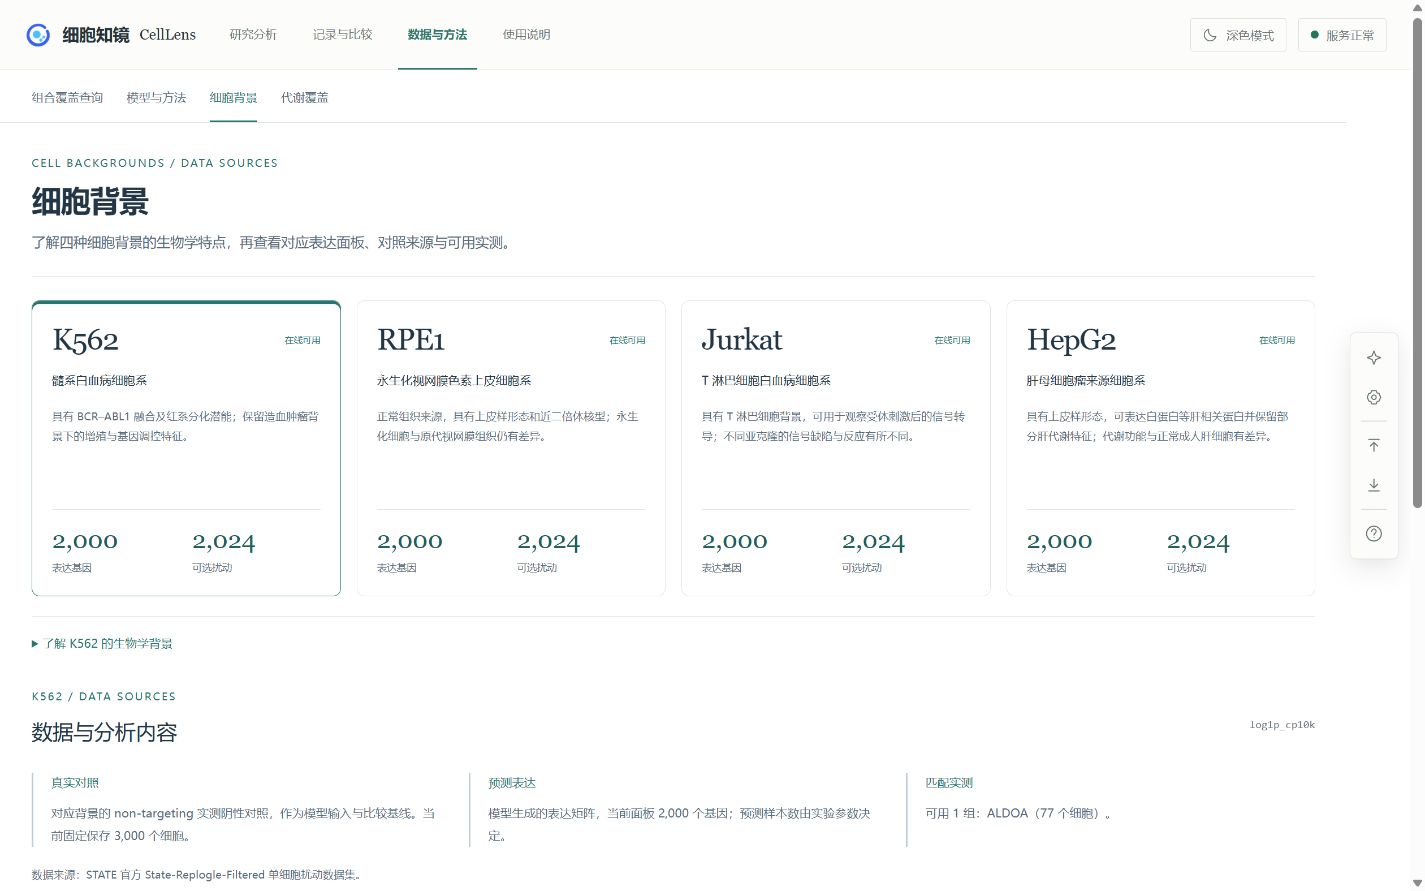 细胞知镜 CellLens 研究分析 记录与比较 数据与方法 使用说明 深色模式 服务正常
组合覆盖查询 模型与方法 细胞背景 代谢覆盖
CELL BACKGROUNDS / DATA SOURCES
细胞背景
了解四种细胞背景的生物学特点，再查看对应表达面板、对照来源与可用实测。
K562 在线可用
髓系白血病细胞系
具有 BCR–ABL1 融合及红系分化潜能；保留造血肿瘤背
景下的增殖与基因调控特征。
2,000 2,024
表达基因 可选扰动
RPE1 在线可用
永生化视网膜色素上皮细胞系
正常组织来源，具有上皮样形态和近二倍体核型；永生
化细胞与原代视网膜组织仍有差异。
2,000 2,024
表达基因 可选扰动
Jurkat 在线可用
T 淋巴细胞白血病细胞系
具有 T 淋巴细胞背景，可用于观察受体刺激后的信号转
导；不同亚克隆的信号缺陷与反应有所不同。
2,000 2,024
表达基因 可选扰动
HepG2 在线可用
肝母细胞瘤来源细胞系
具有上皮样形态，可表达白蛋白等肝相关蛋白并保留部
分肝代谢特征；代谢功能与正常成人肝细胞有差异。
2,000 2,024
表达基因 可选扰动
了解 K562 的生物学背景
K562 / DATA SOURCES
数据与分析内容
log1p_cp10k
真实对照
对应背景的 non-targeting 实测阴性对照，作为模型输入与比较基线。当
前固定保存 3,000 个细胞。
预测表达
模型生成的表达矩阵，当前面板 2,000 个基因；预测样本数由实验参数决
定。
匹配实测
可用 1 组：ALDOA（77 个细胞）。
数据来源：STATE 官方 State-Replogle-Filtered 单细胞扰动数据集。